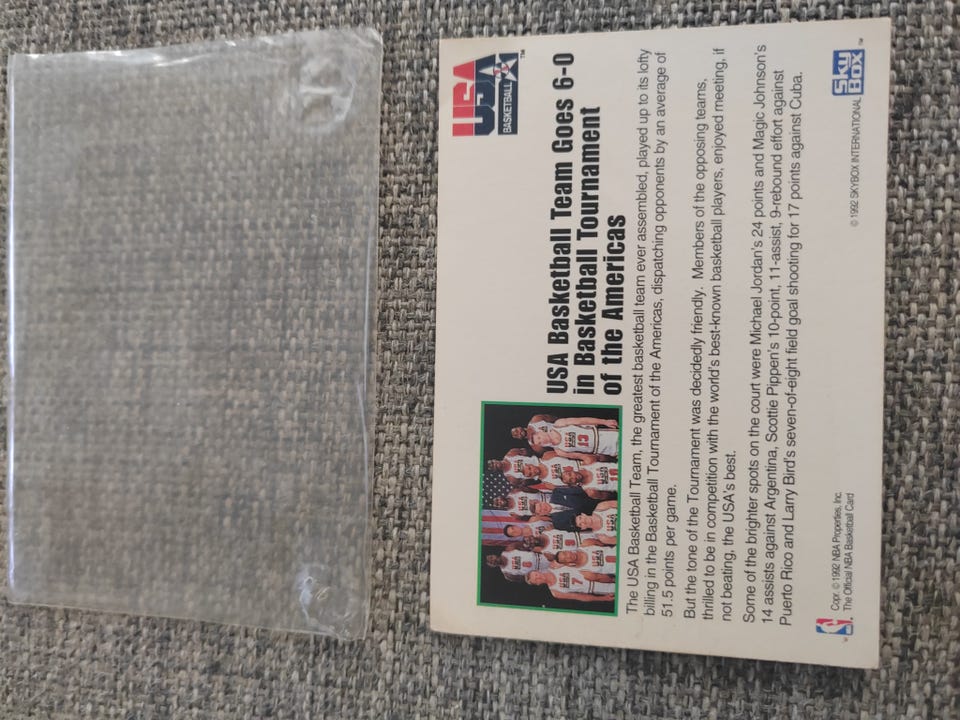 USA
BASKETBALL
TM
USA Basketball Team Goes 6-0
in Basketball Tournament
of the Americas
The USA Basketball Team, the greatest basketball team ever assembled, played up to its lofty
billing in the Basketball Tournament of the Americas, dispatching opponents by an average of
51.5 points per game.
But the tone of the Tournament was decidedly friendly. Members of the opposing teams,
thrilled to be in competition with the world's best-known basketball players, enjoyed meeting, if
not beating, the USA's best.
Some of the brighter spots on the court were Michael Jordan's 24 points and Magic Johnson's
14 assists against Argentina, Scottie Pippen's 10-point, 11-assist, 9-rebound effort against
Puerto Rico and Larry Bird's seven-of-eight field goal shooting for 17 points against Cuba.
Copr. © 1992 NBA Properties, Inc.
The Official NBA Basketball Card
© 1992 SKYBOX INTERNATIONAL
SkyBox
TM